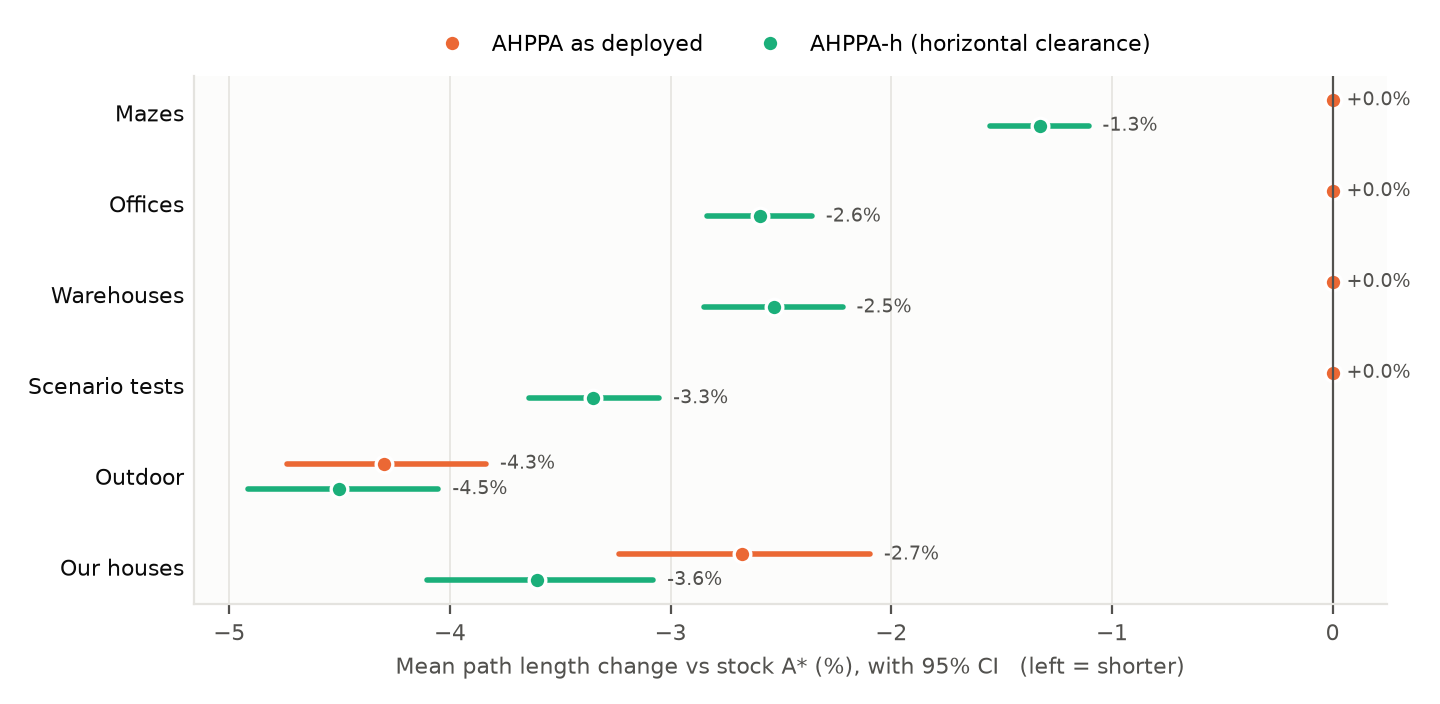 AHPPA as deployed
AHPPA-h (horizontal clearance)
Mazes
+0.0%
-1.3%
Offices
+0.0%
-2.6%
Warehouses
+0.0%
-2.5%
Scenario tests
+0.0%
-3.3%
Outdoor
-4.3%
-4.5%
Our houses
-2.7%
-3.6%
−5 −4 −3 −2 −1 0
Mean path length change vs stock A* (%), with 95% CI (left = shorter)